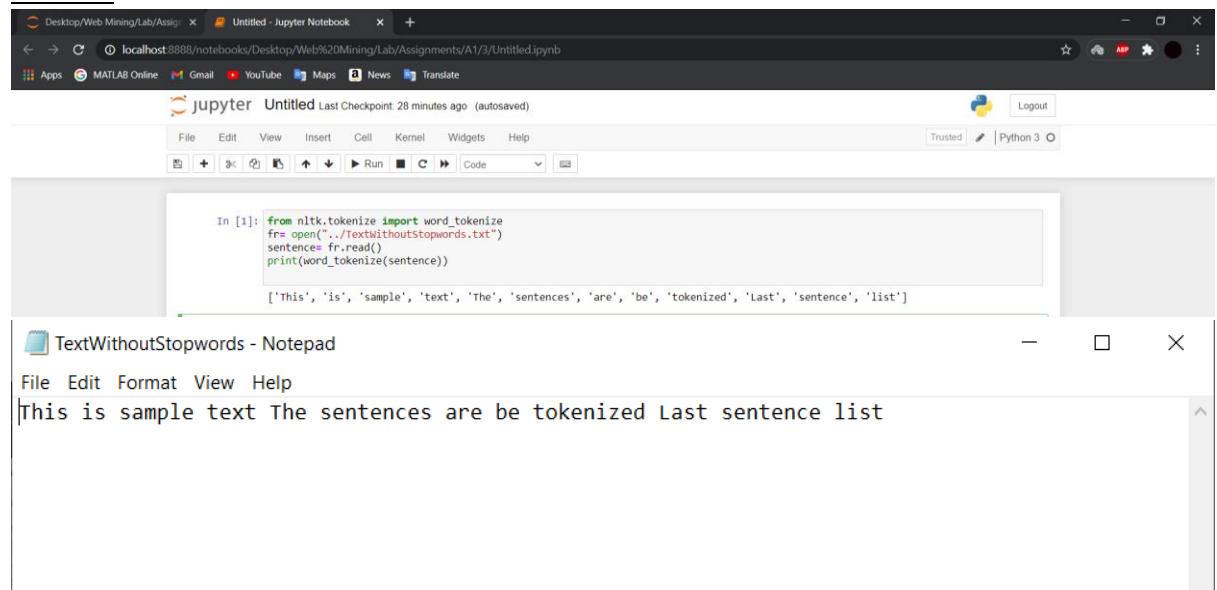 Desktop/Web Mining/Lab/Assig
Untitled - Jupyter Notebook
localhost:8888/notebooks/Desktop/Web%20Mining/Lab/Assignments/A1/3/Untitled.ipynb
ABP
Apps MATLAB Online Gmail YouTube Maps News Translate
jupyter Untitled Last Checkpoint: 28 minutes ago (autosaved) Logout
File Edit View Insert Cell Kernel Widgets Help Trusted Python 3
Run Code
In [1]: from nltk.tokenize import word_tokenize
fr= open("../TextWithoutStopwords.txt")
sentence= fr.read()
print(word_tokenize(sentence))
['This', 'is', 'sample', 'text', 'The', 'sentences', 'are', 'be', 'tokenized', 'Last', 'sentence', 'list']
TextWithoutStopwords - Notepad
File Edit Format View Help
This is sample text The sentences are be tokenized Last sentence list